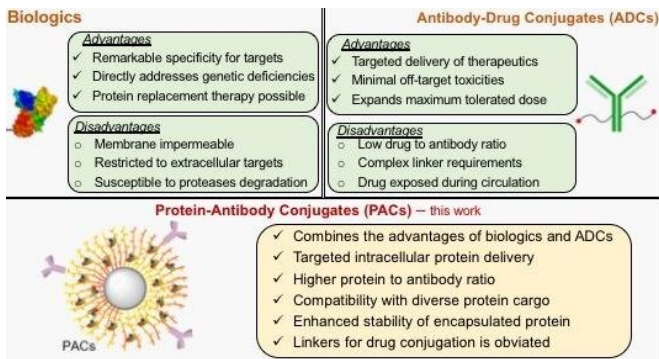 Biologics
Advantages
✓ Remarkable specificity for targets
✓ Directly addresses genetic deficiencies
✓ Protein replacement therapy possible
Disadvantages
○ Membrane impermeable
○ Restricted to extracellular targets
○ Susceptible to proteases degradation
Antibody-Drug Conjugates (ADCs)
Advantages
✓ Targeted delivery of therapeutics
✓ Minimal off-target toxicities
✓ Expands maximum tolerated dose
Disadvantages
○ Low drug to antibody ratio
○ Complex linker requirements
○ Drug exposed during circulation
Protein-Antibody Conjugates (PACs) – this work
PACs
✓ Combines the advantages of biologics and ADCs
✓ Targeted intracellular protein delivery
✓ Higher protein to antibody ratio
✓ Compatibility with diverse protein cargo
✓ Enhanced stability of encapsulated protein
✓ Linkers for drug conjugation is obviated